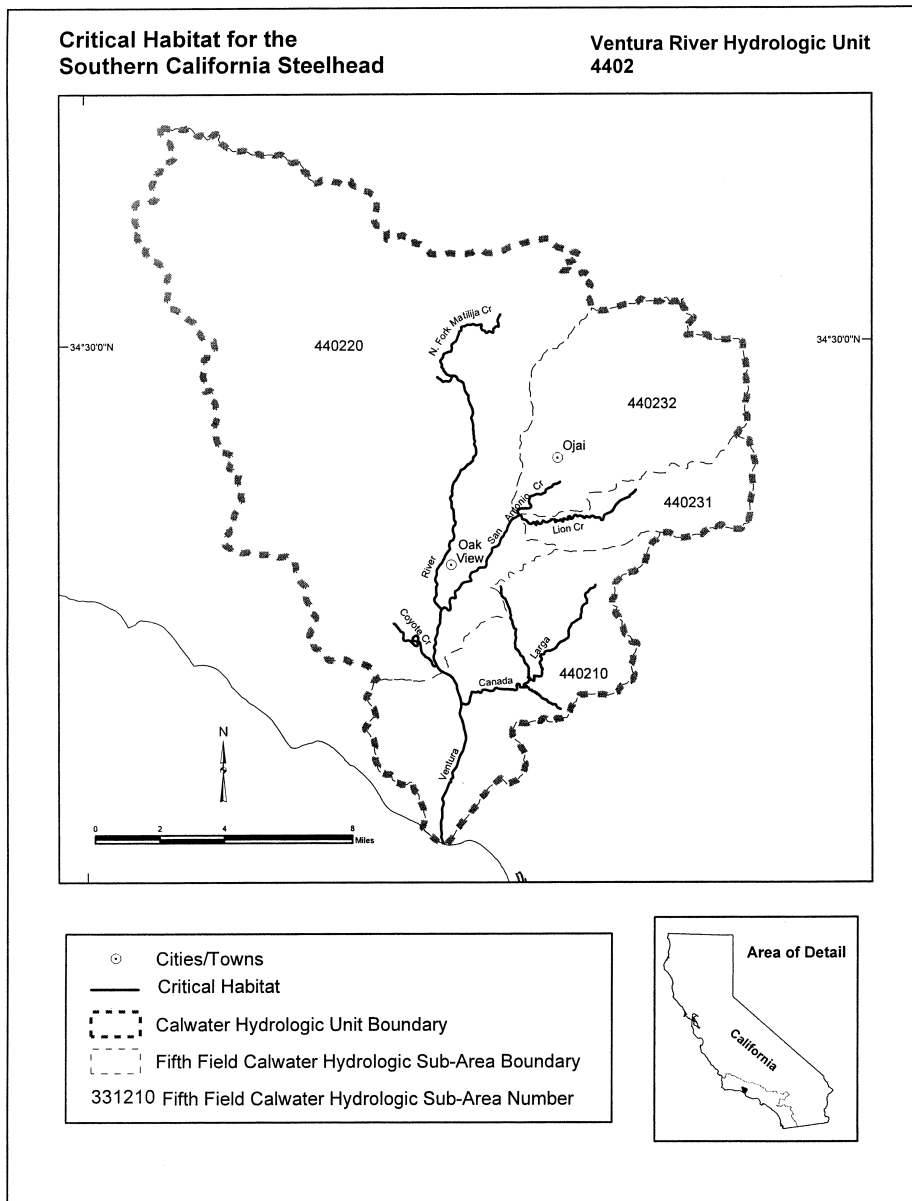 Critical Habitat for the
Southern California Steelhead
Ventura River Hydrologic Unit
4402
34°30'0"N
34°30'0"N
N. Fork Matilija Cr
440220
440232
Ojai
440231
San Antonio Cr
Lion Cr
Oak
View
River
Coyote Cr
Larga
440210
Canada
Ventura
N
0 2 4 8
Miles
Cities/Towns
Critical Habitat
Calwater Hydrologic Unit Boundary
Fifth Field Calwater Hydrologic Sub-Area Boundary
331210 Fifth Field Calwater Hydrologic Sub-Area Number
Area of Detail
California